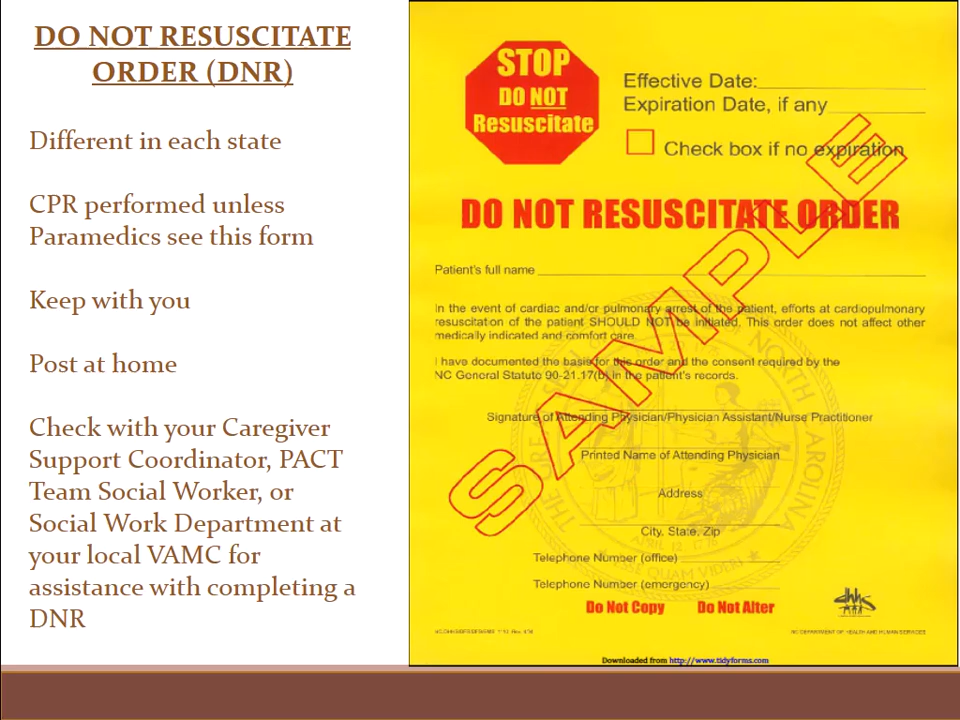 DO NOT RESUSCITATE
ORDER (DNR)
Different in each state
CPR performed unless
Paramedics see this form
Keep with you
Post at home
Check with your Caregiver
Support Coordinator, PACT
Team Social Worker, or
Social Work Department at
your local VAMC for
assistance with completing a
DNR
STOP
DO NOT
Resuscitate
Effective Date:
Expiration Date, if any
Check box if no expiration
DO NOT RESUSCITATE ORDER
SAMPLE
Patient's full name
In the event of cardiac and/or pulmonary arrest of the patient, efforts at cardiopulmonary
resuscitation of the patient SHOULD NOT be initiated. This order does not affect other
medically indicated and comfort care.
I have documented the basis for this order and the consent required by the
NC General Statute 90-21.17(b) in the patient's records.
Signature of Attending Physician/Physician Assistant/Nurse Practitioner
Printed Name of Attending Physician
Address
City, State, Zip
Telephone Number (office)
Telephone Number (emergency)
Do Not Copy Do Not Alter
dhhs
NC DEPARTMENT OF HEALTH AND HUMAN SERVICES
Downloaded from http://www.tidyforms.com